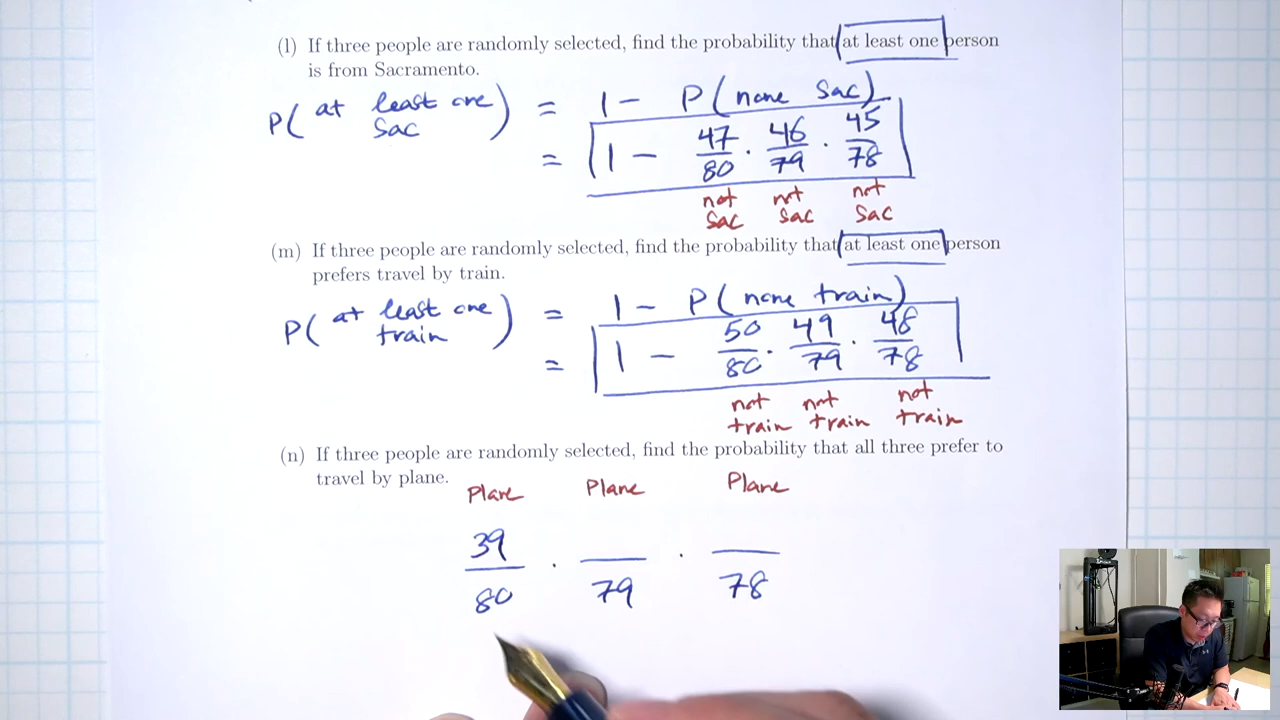 (l) If three people are randomly selected, find the probability that at least one person
is from Sacramento.
P( at least one Sac ) = 1 - P( none Sac )
= 1 - 47/80 · 46/79 · 45/78
not Sac not Sac not Sac
(m) If three people are randomly selected, find the probability that at least one person
prefers travel by train.
P( at least one train ) = 1 - P( none train )
= 1 - 50/80 · 49/79 · 48/78
not train not train not train
(n) If three people are randomly selected, find the probability that all three prefer to
travel by plane.
Plane Plane Plane
39/80 · /79 · /78